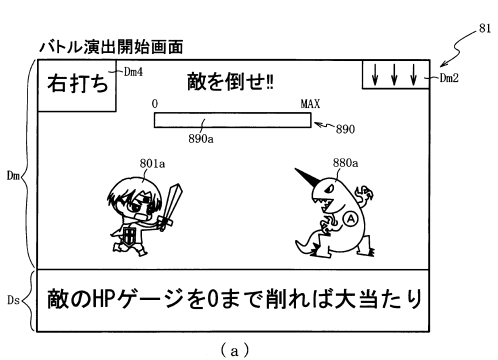 81
バトル演出開始画面
右打ち
Dm4
敵を倒せ!!
↓ ↓ ↓
Dm2
0 MAX
890a
890
Dm
801a
880a
A
Ds
敵のHPゲージを0まで削れば大当たり
(a)